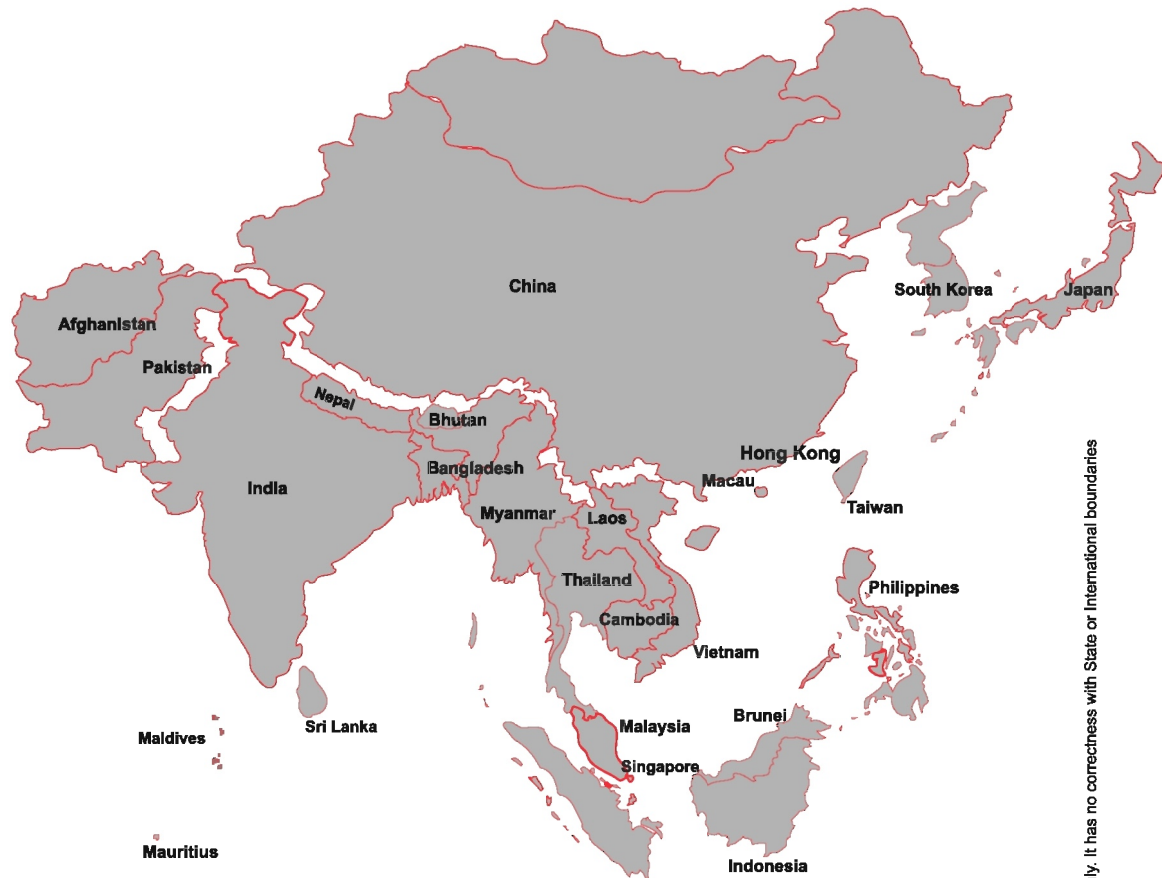 China
South Korea
Japan
Afghanistan
Pakistan
Nepal
Bhutan
Bangladesh
India
Hong Kong
Macau
Taiwan
Myanmar
Laos
Thailand
Philippines
Cambodia
Vietnam
Sri Lanka
Maldives
Malaysia
Brunei
Singapore
Mauritius
Indonesia
ly. It has no correctness with State or International boundaries